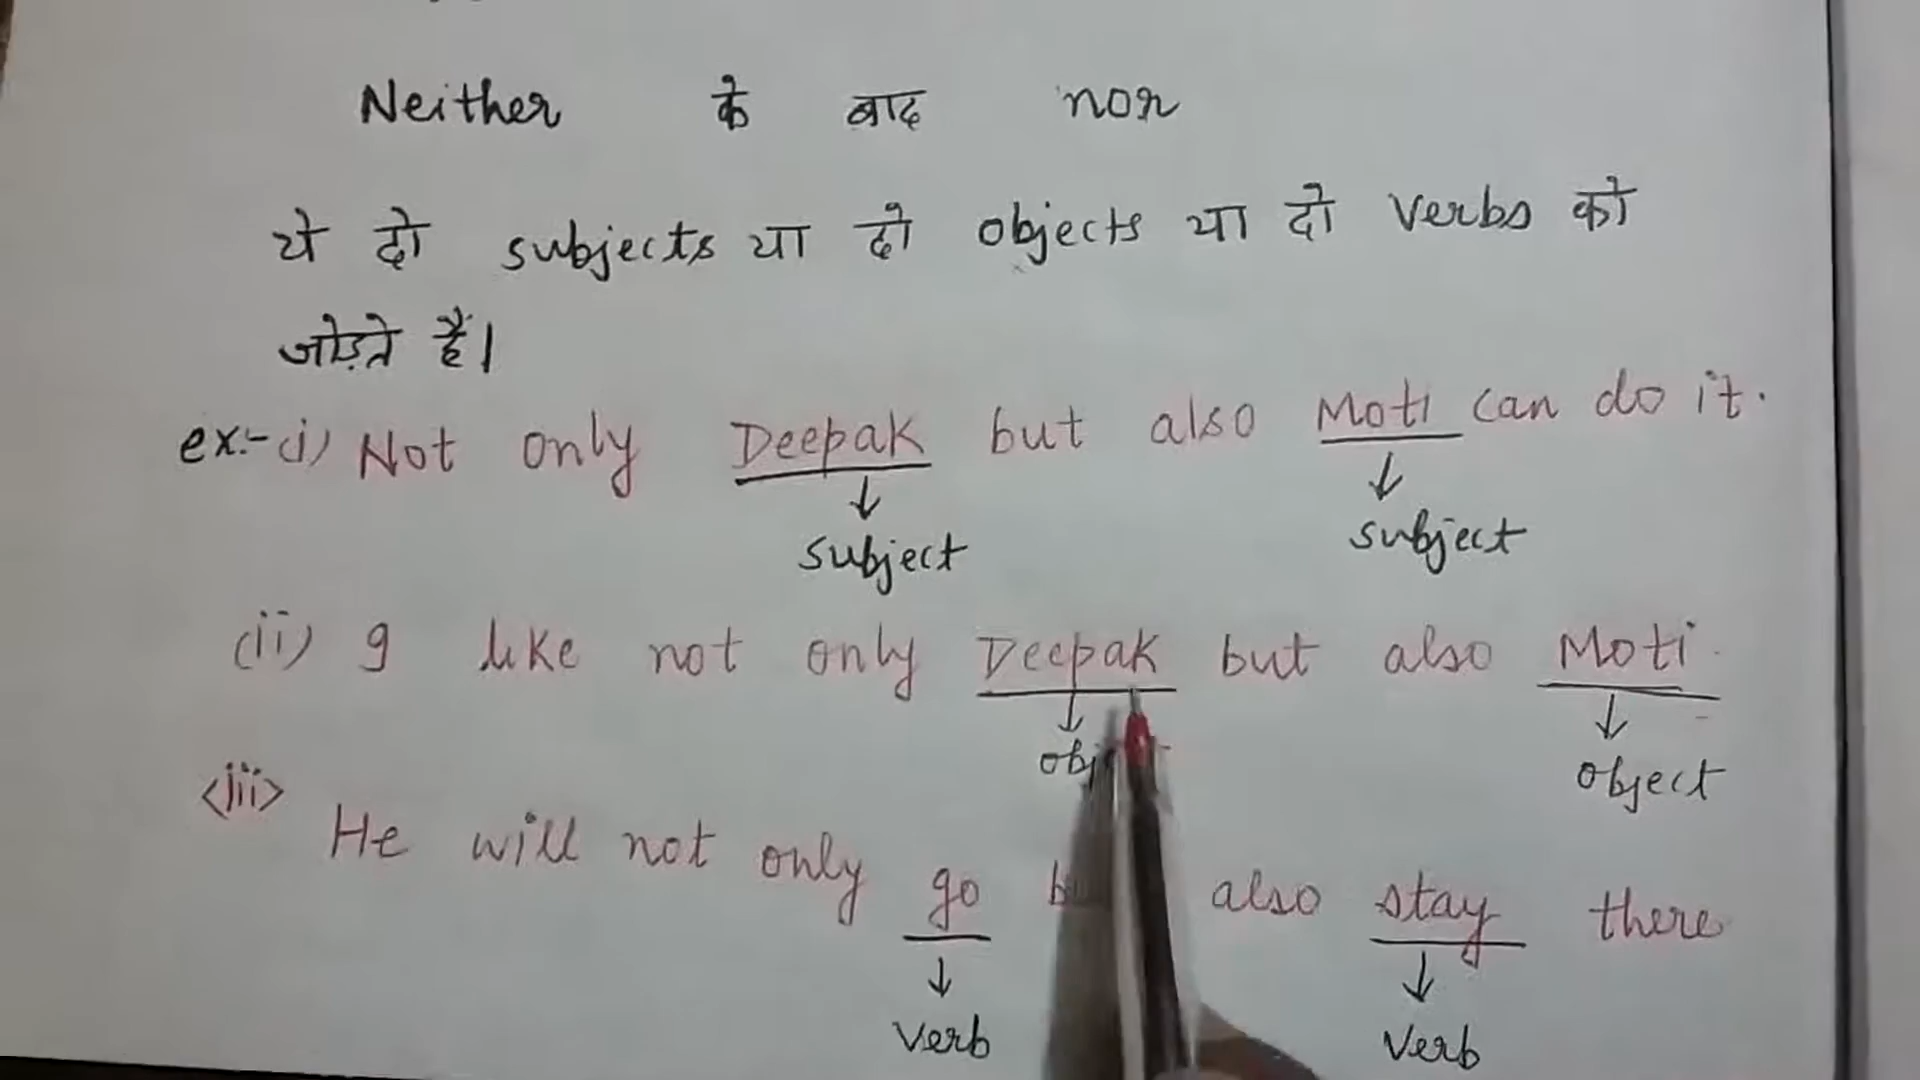 Neither के बाद nor
ये दो subjects या दो objects या दो verbs को
जोड़ते हैं।
ex:- (i) Not only Deepak but also Moti can do it.
subject subject
(ii) I like not only Deepak but also Moti.
object
<iii> He will not only go also stay there
verb verb